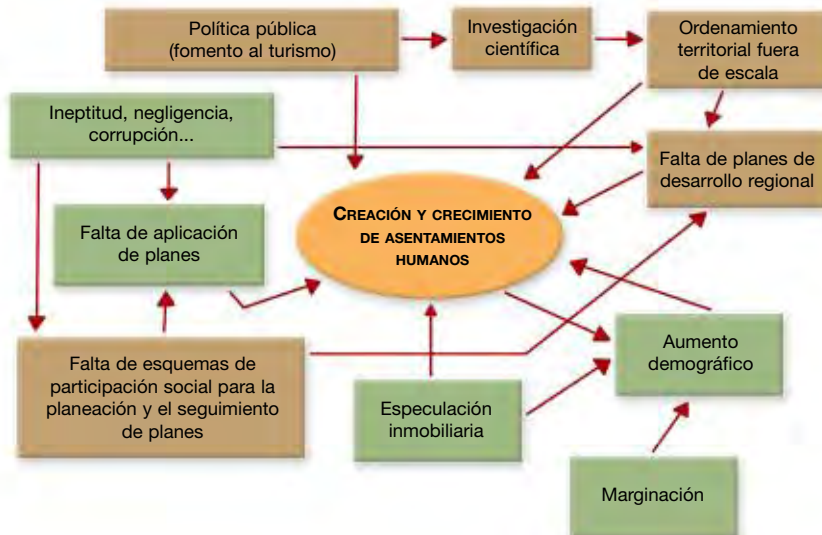 Política pública
(fomento al turismo)
Investigación
científica
Ordenamiento
territorial fuera
de escala
Ineptitud, negligencia,
corrupción...
Falta de planes de
desarrollo regional
Falta de aplicación
de planes
CREACIÓN Y CRECIMIENTO
DE ASENTAMIENTOS
HUMANOS
Falta de esquemas de
participación social para la
planeación y el seguimiento
de planes
Especulación
inmobiliaria
Aumento
demográfico
Marginación